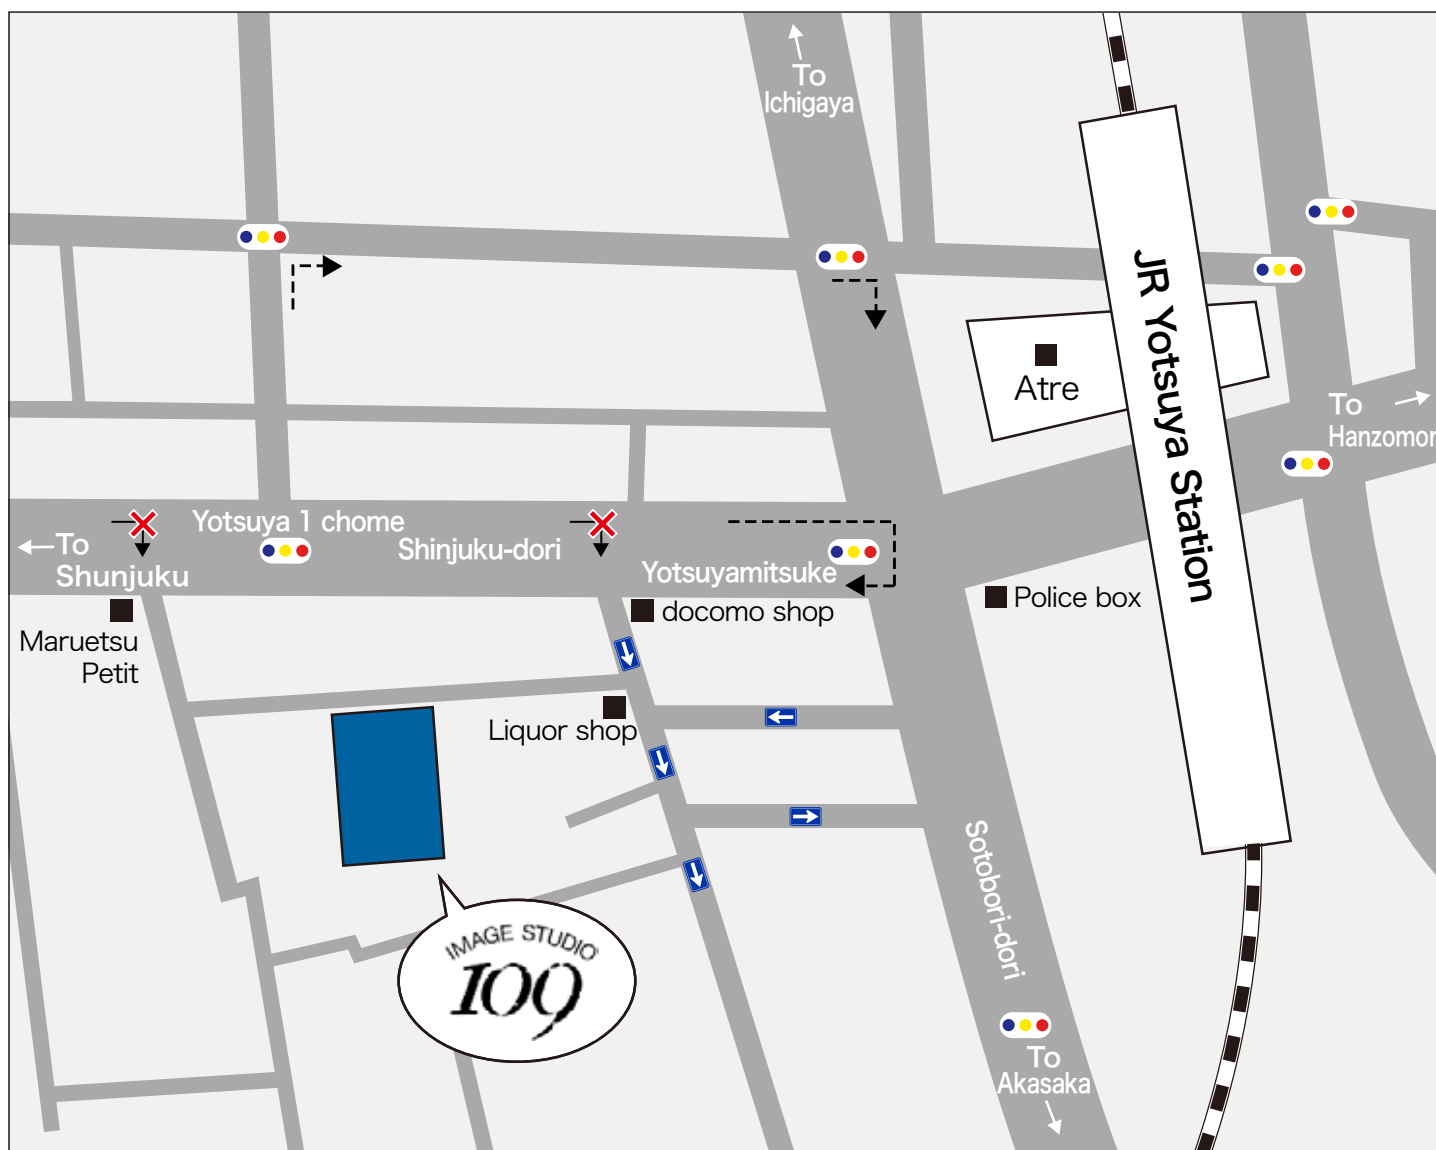 To
Ichigaya
JR Yotsuya Station
Atre
To
Hanzomon
Yotsuya 1 chome
Shinjuku-dori
To
Shunjuku
Yotsuyamitsuke
docomo shop
Police box
Maruetsu
Petit
Liquor shop
Sotobori-dori
IMAGE STUDIO
109
To
Akasaka